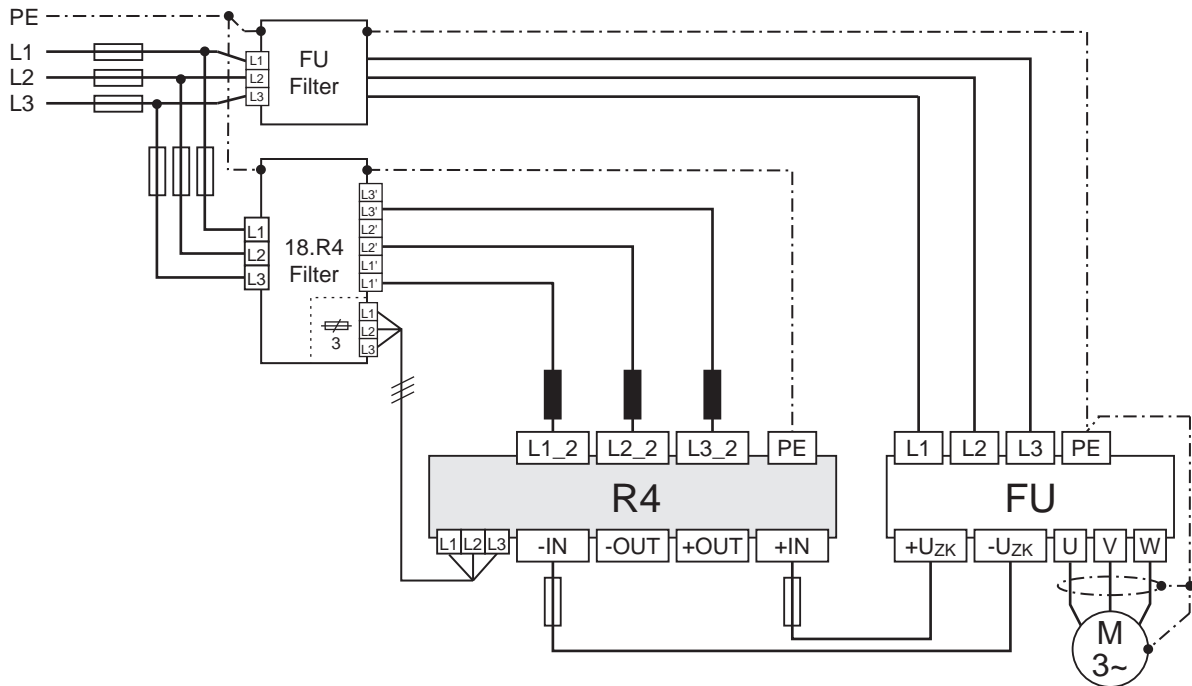 PE
L1
L2
L3
L1
L2
L3
FU
Filter
L1
L2
L3
18.R4
Filter
L3'
L3'
L2'
L2'
L1'
L1'
3
L1
L2
L3
L1_2
L2_2
L3_2
PE
R4
L1
L2
L3
-IN
-OUT
+OUT
+IN
L1
L2
L3
PE
FU
+UZK
-UZK
U
V
W
M
3~